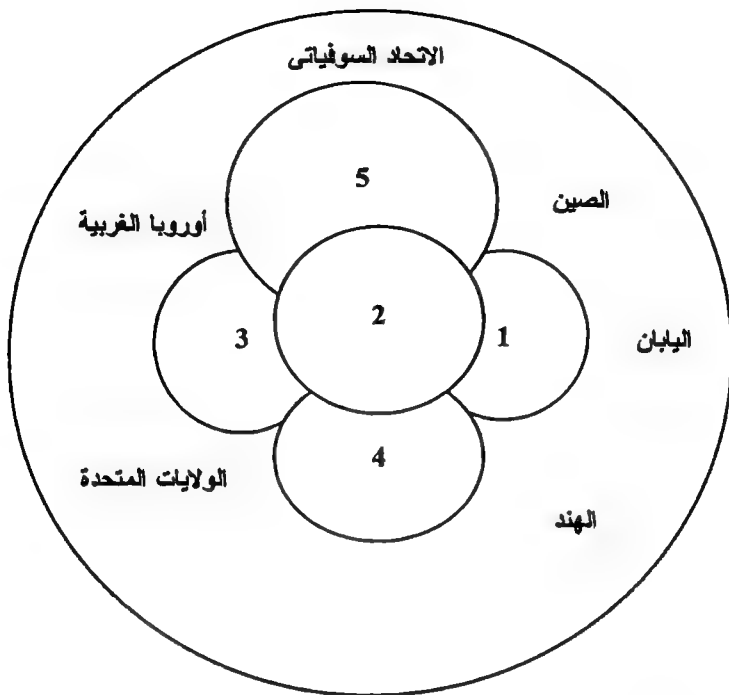 الاتحاد السوفياتى
5
الصين
أوروبا الغربية
2
1
3
اليابان
4
الولايات المتحدة
الهند